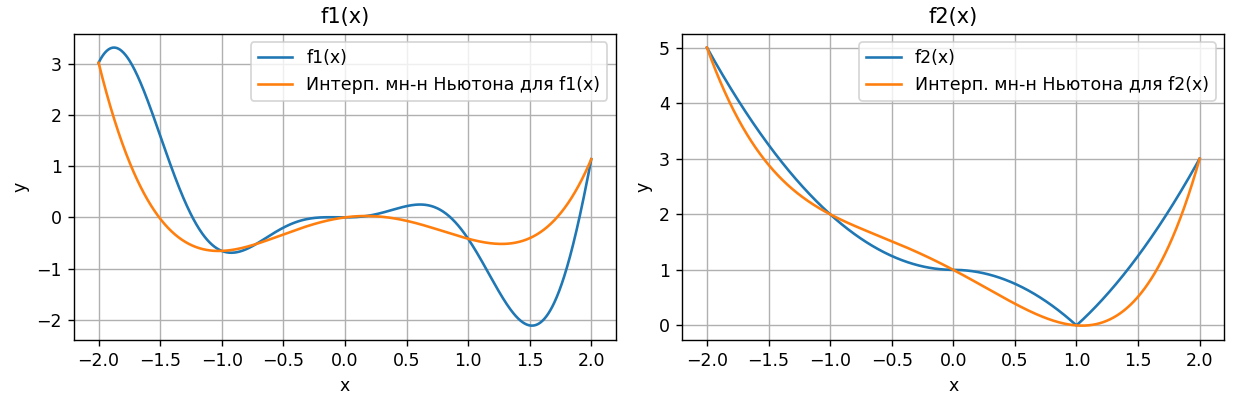 f1(x)
f1(x)
Интерп. мн-н Ньютона для f1(x)
3
2
1
0
−1
−2
y
−2.0 −1.5 −1.0 −0.5 0.0 0.5 1.0 1.5 2.0
x
f2(x)
f2(x)
Интерп. мн-н Ньютона для f2(x)
5
4
3
2
1
0
y
−2.0 −1.5 −1.0 −0.5 0.0 0.5 1.0 1.5 2.0
x